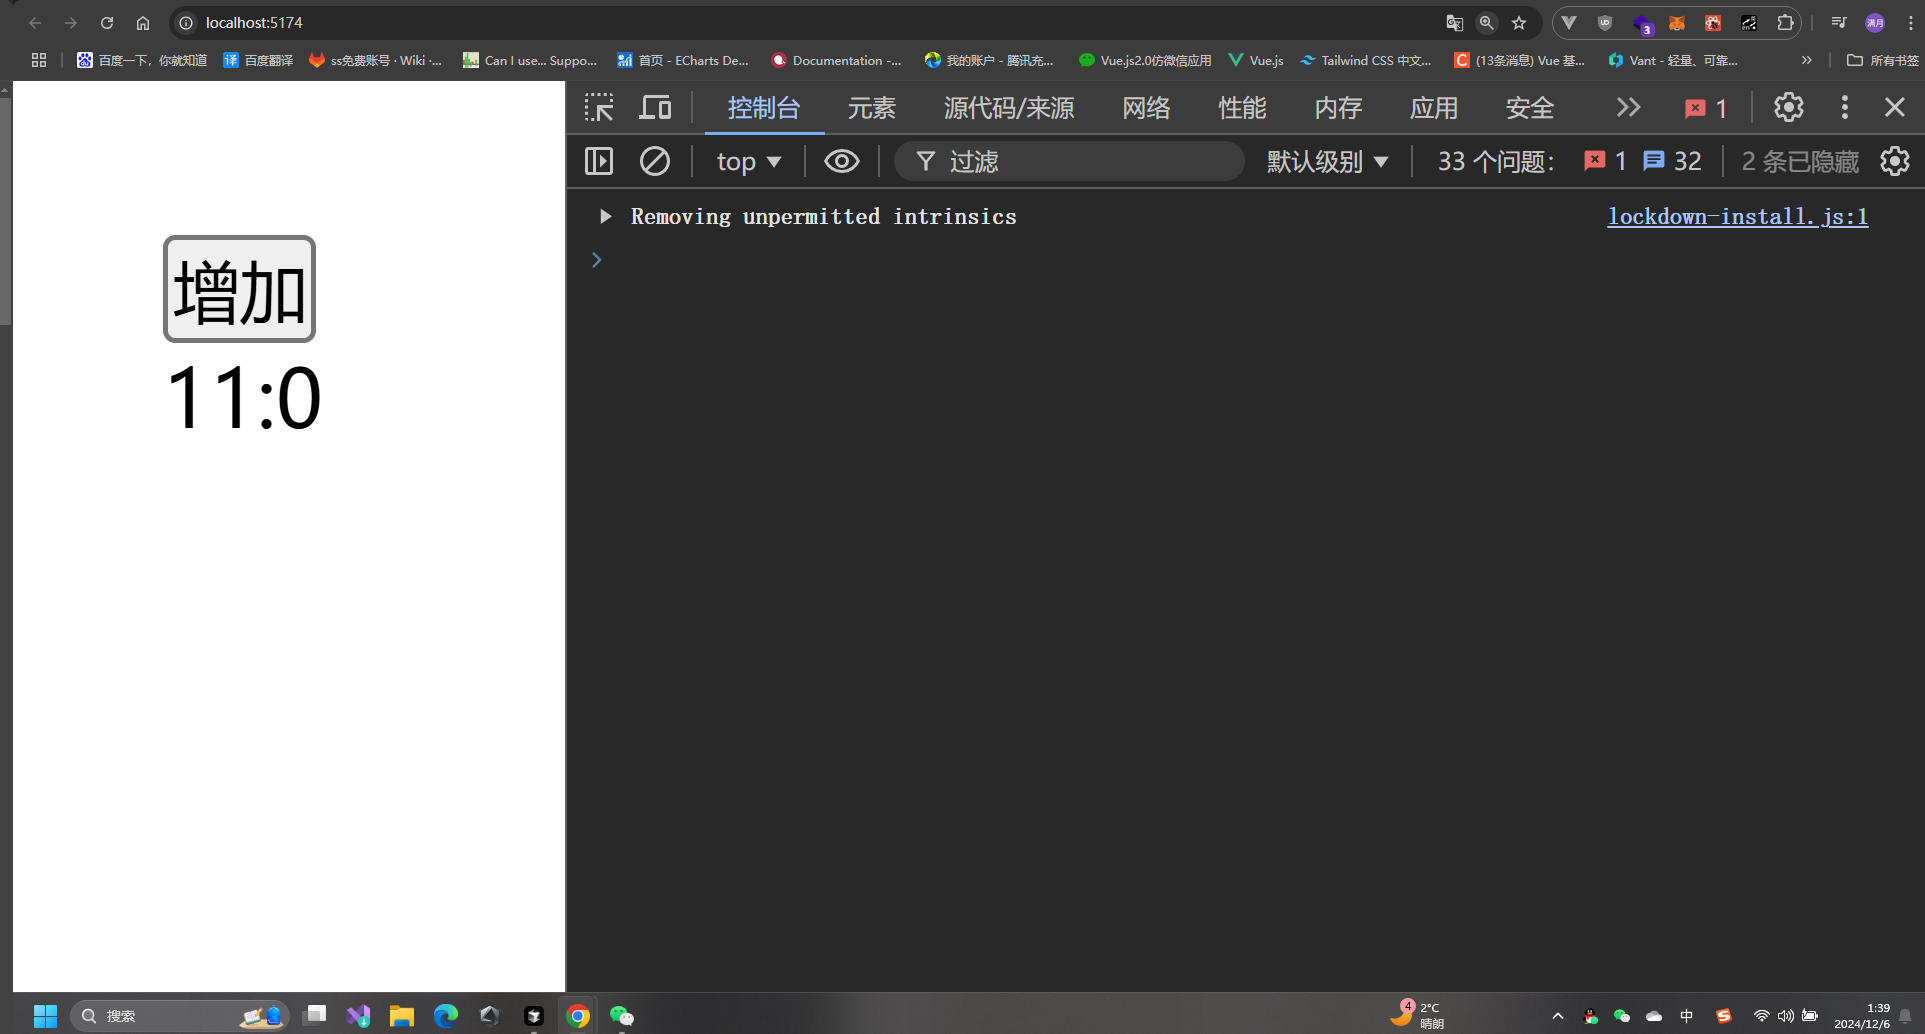 localhost:5174
3
满月
百度一下，你就知道
译 百度翻译
ss免费账号 · Wiki ·...
Can I use... Suppo...
首页 - ECharts De...
Documentation -...
我的账户 - 腾讯充...
Vue.js2.0仿微信应用
Vue.js
Tailwind CSS 中文...
C (13条消息) Vue 基...
Vant - 轻量、可靠...
所有书签
控制台 元素 源代码/来源 网络 性能 内存 应用 安全 1
top 过滤 默认级别 33 个问题： 1 32 2 条已隐藏
Removing unpermitted intrinsics lockdown-install.js:1
增加
11:0
搜索
4
2°C
晴朗
中
1:39
2024/12/6